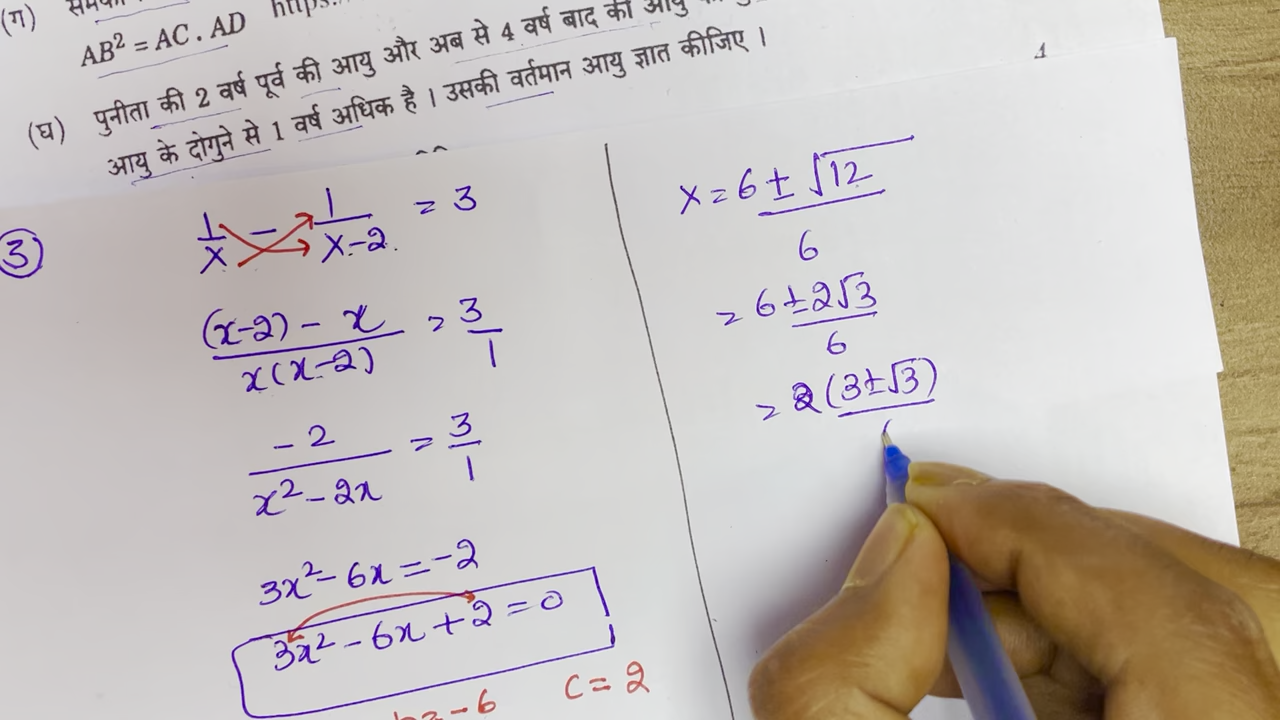 (ग)
AB² = AC . AD
(घ) पुनीता की 2 वर्ष पूर्व की आयु और अब से 4 वर्ष बाद की आयु
आयु के दोगुने से 1 वर्ष अधिक है । उसकी वर्तमान आयु ज्ञात कीजिए ।
4
3
1/x - 1/(x-2) = 3
((x-2) - x)/(x(x-2)) = 3/1
-2/(x² - 2x) = 3/1
3x² - 6x = -2
3x² - 6x + 2 = 0
b = -6 c = 2
x = (6 ± √12)/6
= (6 ± 2√3)/6
= 2(3 ± √3)